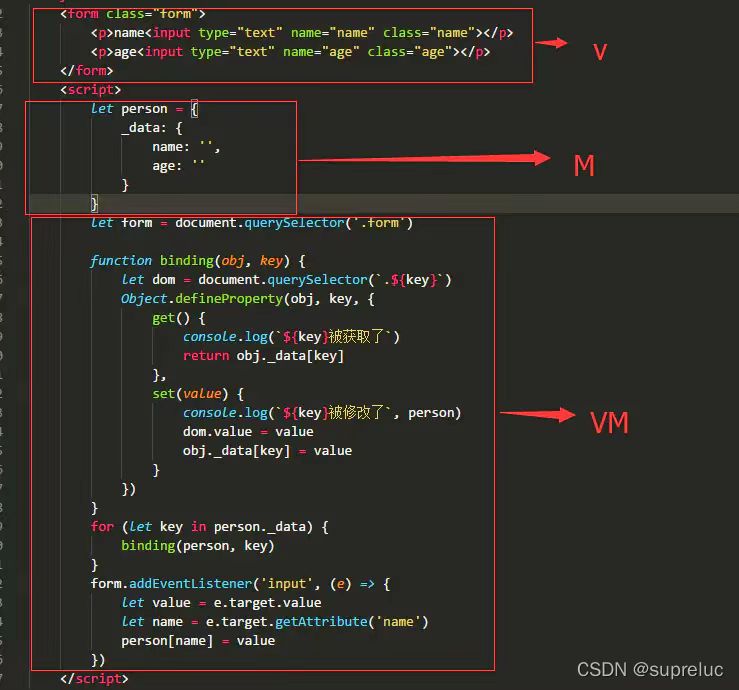 <form class="form">
<p>name<input type="text" name="name" class="name"></p>
<p>age<input type="text" name="age" class="age"></p>
</form>
V
<script>
let person = {
_data: {
name: '',
age: ''
}
}
M
let form = document.querySelector('.form')
function binding(obj, key) {
let dom = document.querySelector(`.${key}`)
Object.defineProperty(obj, key, {
get() {
console.log(`${key}被获取了`)
return obj._data[key]
},
set(value) {
console.log(`${key}被修改了`, person)
dom.value = value
obj._data[key] = value
}
})
}
VM
for (let key in person._data) {
binding(person, key)
}
form.addEventListener('input', (e) => {
let value = e.target.value
let name = e.target.getAttribute('name')
person[name] = value
})
</script>
CSDN @supreluc